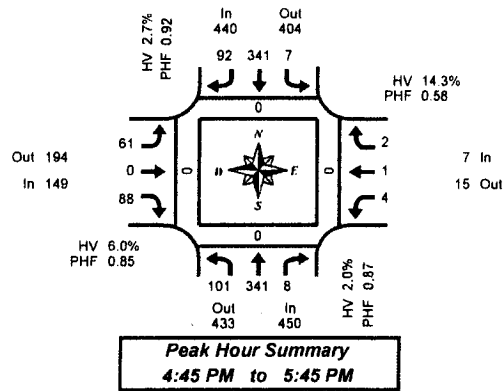 In Out
440 404
HV 2.7%
PHF 0.92
92 341 7
HV 14.3%
PHF 0.58
0
61
0
88
Out 194
In 149
0
N
E
S
0
2
1
4
7 In
15 Out
0
HV 6.0%
PHF 0.85
101 341 8
Out In
433 450
HV 2.0%
PHF 0.87
Peak Hour Summary
4:45 PM to 5:45 PM